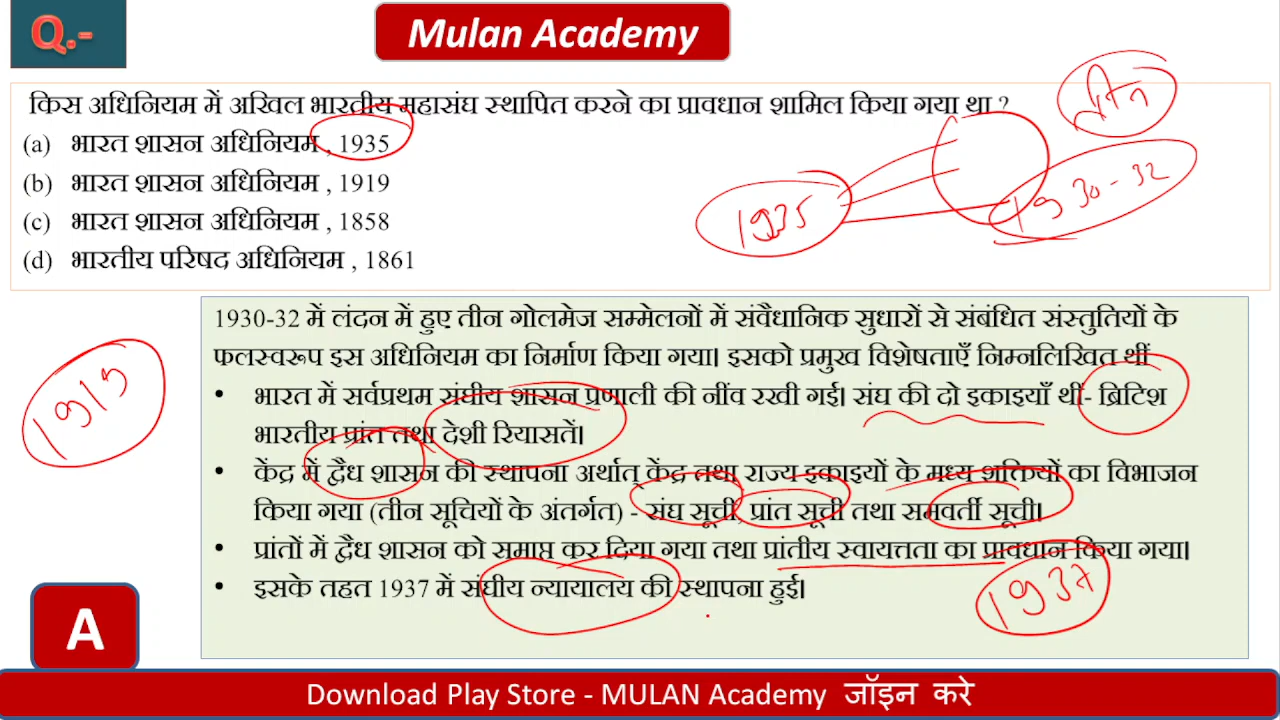 Q.-
Mulan Academy
किस अधिनियम में अखिल भारतीय महासंघ स्थापित करने का प्रावधान शामिल किया गया था ?
(a) भारत शासन अधिनियम , 1935
(b) भारत शासन अधिनियम , 1919
(c) भारत शासन अधिनियम , 1858
(d) भारतीय परिषद अधिनियम , 1861
तीन
1935
1930-32
1930-32 में लंदन में हुए तीन गोलमेज सम्मेलनों में संवैधानिक सुधारों से संबंधित संस्तुतियों के
फलस्वरूप इस अधिनियम का निर्माण किया गया। इसको प्रमुख विशेषताएँ निम्नलिखित थीं
• भारत में सर्वप्रथम संघीय शासन प्रणाली की नींव रखी गई। संघ की दो इकाइयाँ थीं- ब्रिटिश
भारतीय प्रांत तथा देशी रियासतें।
• केंद्र में द्वैध शासन की स्थापना अर्थात् केंद्र तथा राज्य इकाइयों के मध्य शक्तियों का विभाजन
किया गया (तीन सूचियों के अंतर्गत) - संघ सूची, प्रांत सूची तथा समवर्ती सूची।
• प्रांतों में द्वैध शासन को समाप्त कर दिया गया तथा प्रांतीय स्वायत्तता का प्रावधान किया गया।
• इसके तहत 1937 में संघीय न्यायालय की स्थापना हुई।
1919
1937
A
Download Play Store - MULAN Academy जॉइन करे